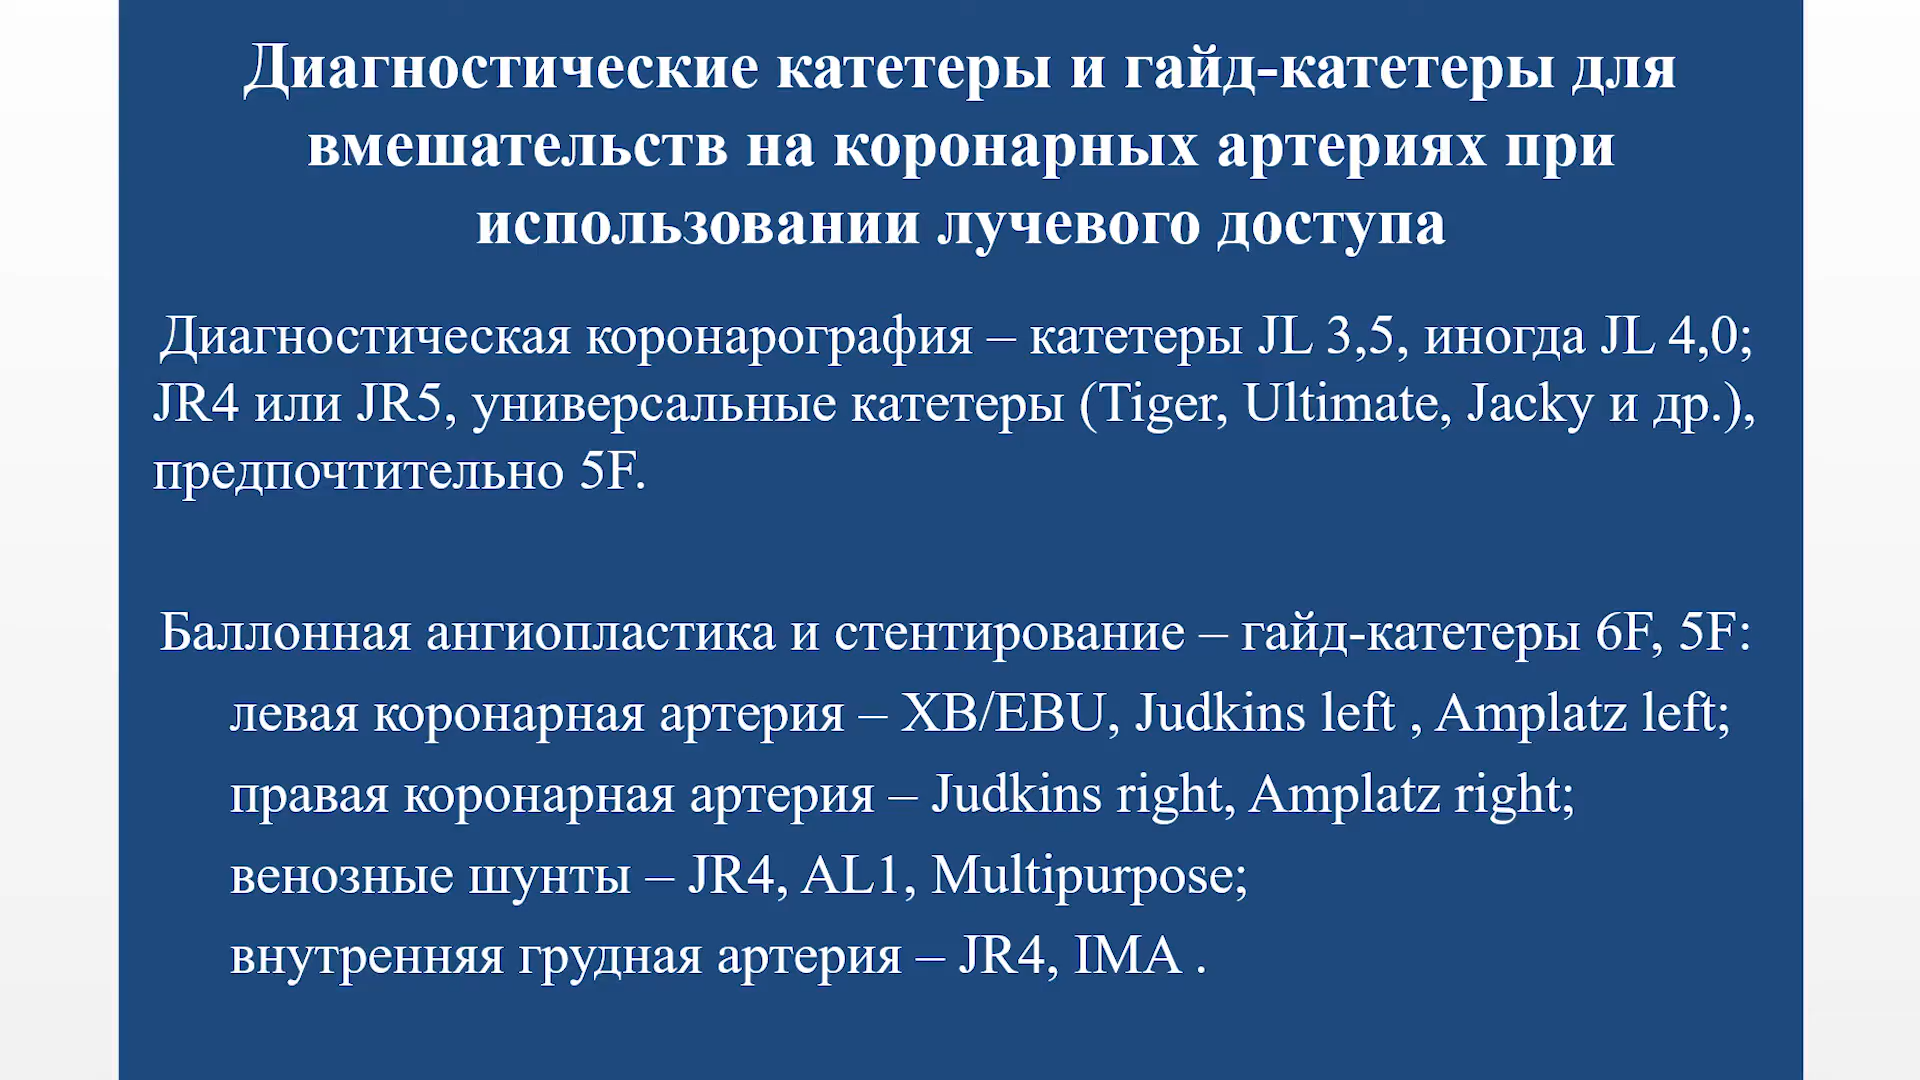 Диагностические катетеры и гайд-катетеры для
вмешательств на коронарных артериях при
использовании лучевого доступа
Диагностическая коронарография – катетеры JL 3,5, иногда JL 4,0;
JR4 или JR5, универсальные катетеры (Tiger, Ultimate, Jacky и др.),
предпочтительно 5F.
Баллонная ангиопластика и стентирование – гайд-катетеры 6F, 5F:
левая коронарная артерия – XB/EBU, Judkins left , Amplatz left;
правая коронарная артерия – Judkins right, Amplatz right;
венозные шунты – JR4, AL1, Multipurpose;
внутренняя грудная артерия – JR4, IMA .